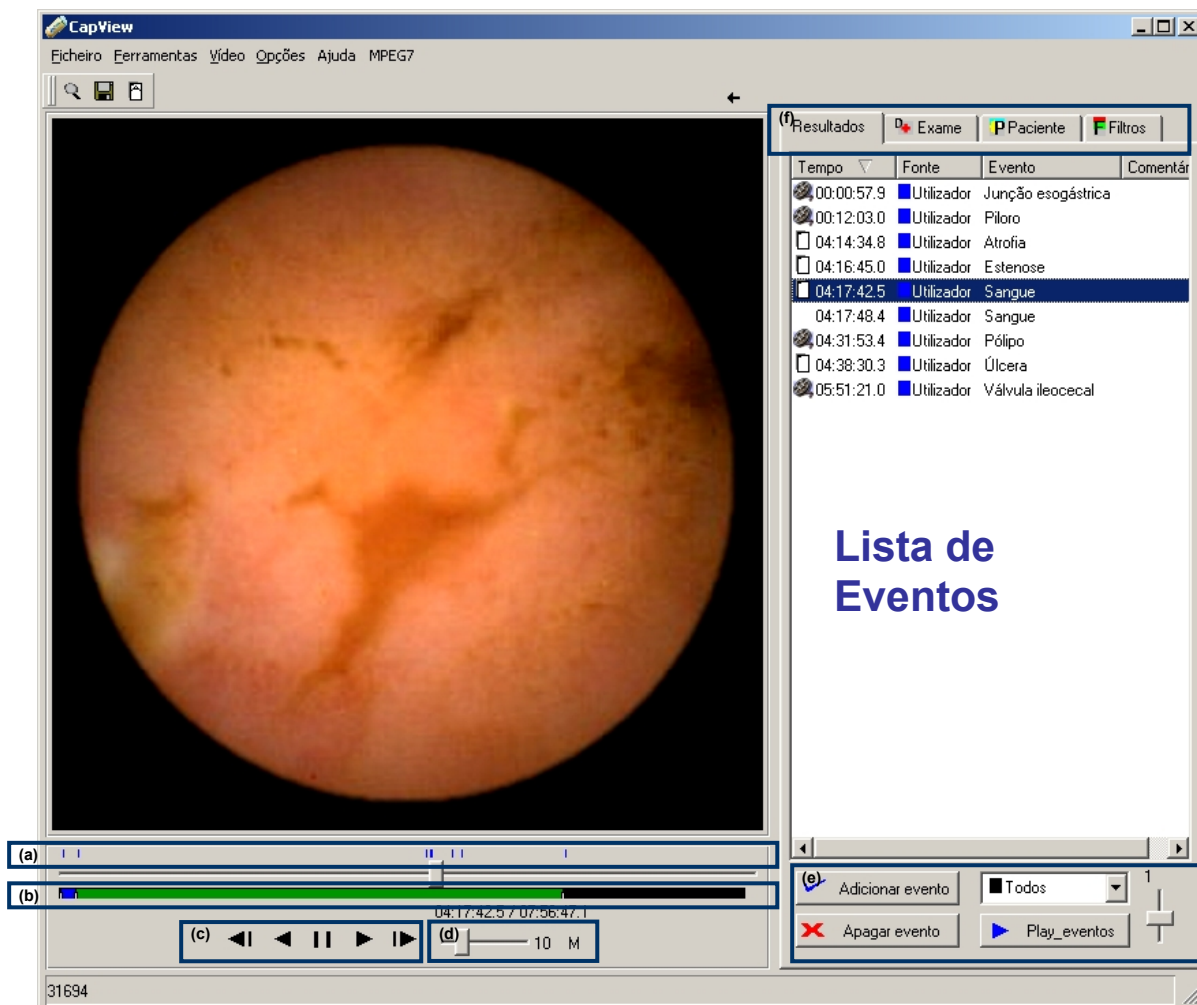 CapView
Ficheiro Ferramentas Vídeo Opções Ajuda MPEG7
(f) Resultados Exame P Paciente F Filtros
Tempo Fonte Evento Comentár
00:00:57.9 Utilizador Junção esogástrica
00:12:03.0 Utilizador Piloro
04:14:34.8 Utilizador Atrofia
04:16:45.0 Utilizador Estenose
04:17:42.5 Utilizador Sangue
04:17:48.4 Utilizador Sangue
04:31:53.4 Utilizador Pólipo
04:38:30.3 Utilizador Úlcera
05:51:21.0 Utilizador Válvula ileocecal
Lista de
Eventos
(a)
(b)
04:17:42.5 / 07:56:47.1
(c)
(d) 10 M
(e) Adicionar evento Todos 1
Apagar evento Play_eventos
31694